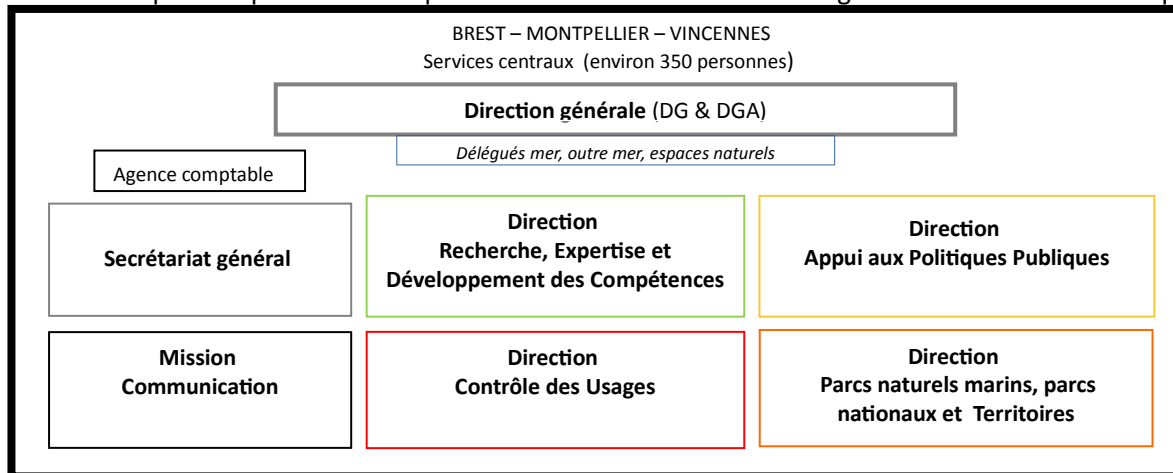 BREST – MONTPELLIER – VINCENNES
Services centraux (environ 350 personnes)
Direction générale (DG & DGA)
Délégués mer, outre mer, espaces naturels
Agence comptable
Secrétariat général
Direction
Recherche, Expertise et
Développement des Compétences
Direction
Appui aux Politiques Publiques
Mission
Communication
Direction
Contrôle des Usages
Direction
Parcs naturels marins, parcs
nationaux et Territoires